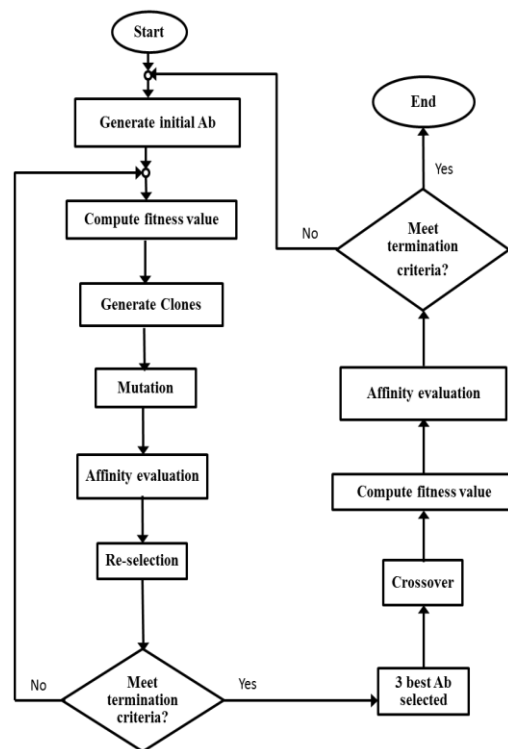 Start
Generate initial Ab
Compute fitness value
Generate Clones
Mutation
Affinity evaluation
Re-selection
Meet
termination
criteria?
No
Yes
3 best Ab
selected
Crossover
Compute fitness value
Affinity evaluation
Meet
termination
criteria?
No
Yes
End